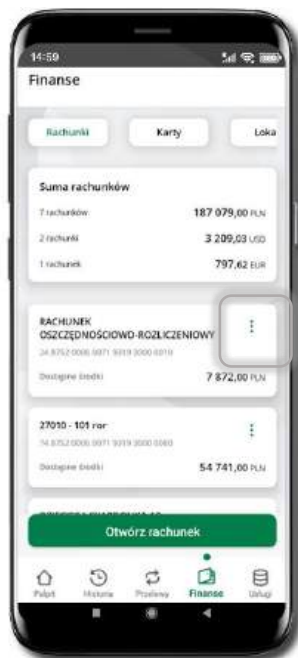 14:59
Finanse
Rachunki
Karty
Loka
Suma rachunków
7 rachunków
187 079,00 PLN
2 rachunki
3 209,03 USD
1 rachunek
797,62 EUR
RACHUNEK
OSZCZĘDNOŚCIOWO-ROZLICZENIOWY
Dostępne środki
7 872,00 PLN
27010 - 101 ror
Dostępne środki
54 741,00 PLN
Otwórz rachunek
Pulpit
Historia
Przelewy
Finanse
Usługi